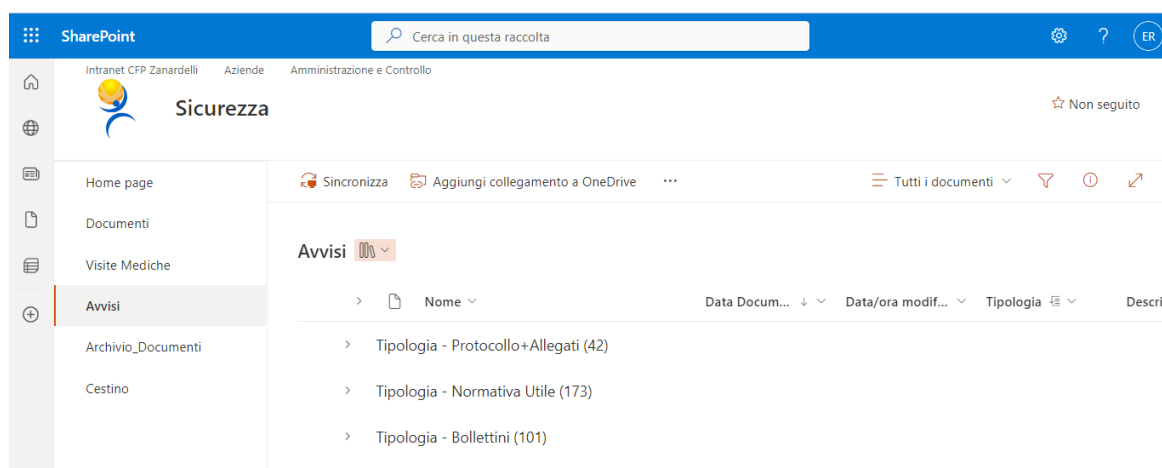 SharePoint
Cerca in questa raccolta
?
ER
Intranet CFP Zanardelli Aziende Amministrazione e Controllo
Sicurezza
Non seguito
Home page
Sincronizza Aggiungi collegamento a OneDrive ... Tutti i documenti
Documenti
Visite Mediche
Avvisi
Archivio_Documenti
Cestino
Avvisi
Nome Data Docum... Data/ora modif... Tipologia Descri
Tipologia - Protocollo+Allegati (42)
Tipologia - Normativa Utile (173)
Tipologia - Bollettini (101)